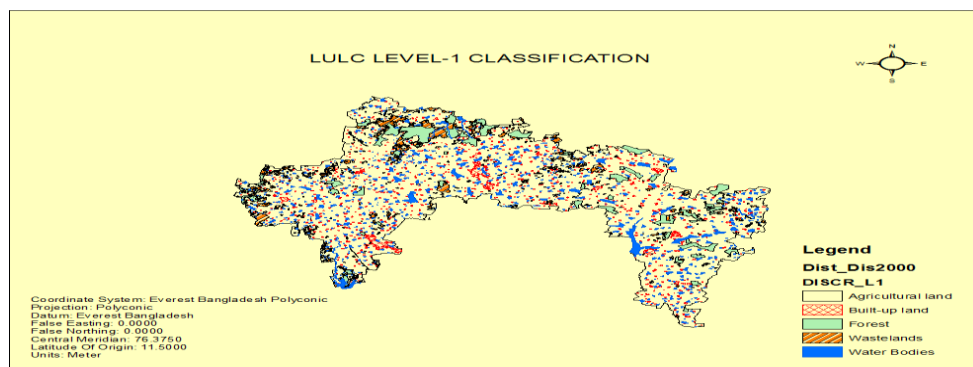 LULC LEVEL-1 CLASSIFICATION
N
W E
S
Coordinate System: Everest Bangladesh Polyconic
Projection: Polyconic
Datum: Everest Bangladesh
False Easting: 0.0000
False Northing: 0.0000
Central Meridian: 76.3750
Latitude Of Origin: 11.5000
Units: Meter
Legend
Dist_Dis2000
DISCR_L1
Agricultural land
Built-up land
Forest
Wastelands
Water Bodies